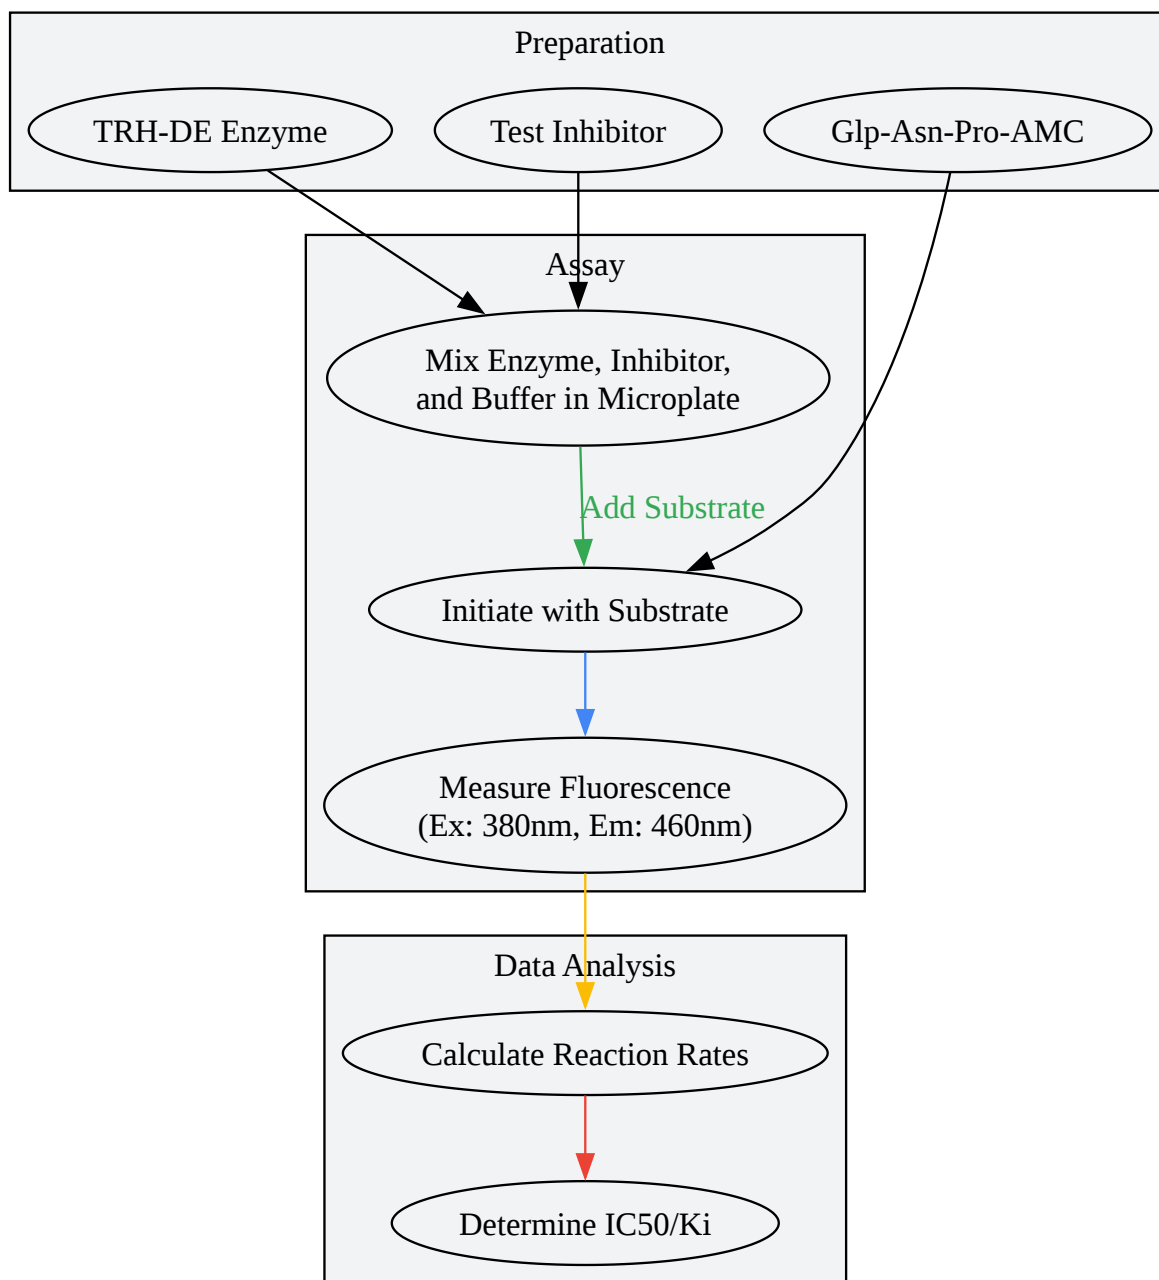 Preparation
TRH-DE Enzyme
Test Inhibitor
Glp-Asn-Pro-AMC
Assay
Mix Enzyme, Inhibitor,
and Buffer in Microplate
Add Substrate
Initiate with Substrate
Measure Fluorescence
(Ex: 380nm, Em: 460nm)
Data Analysis
Calculate Reaction Rates
Determine IC50/Ki